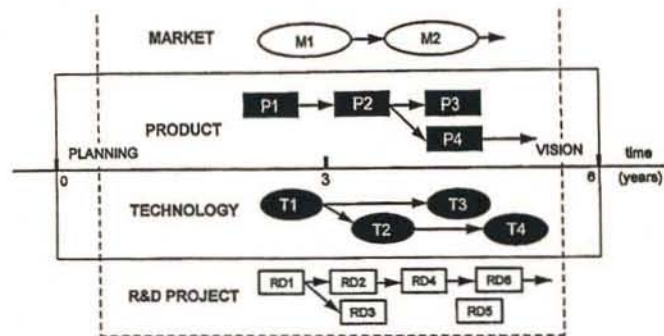 MARKET M1 M2
P1 P2 P3
PRODUCT P4
PLANNING VISION time
0 3 6 (years)
T1 T3
TECHNOLOGY T2 T4
RD1 RD2 RD4 RD6
R&D PROJECT RD3 RD5